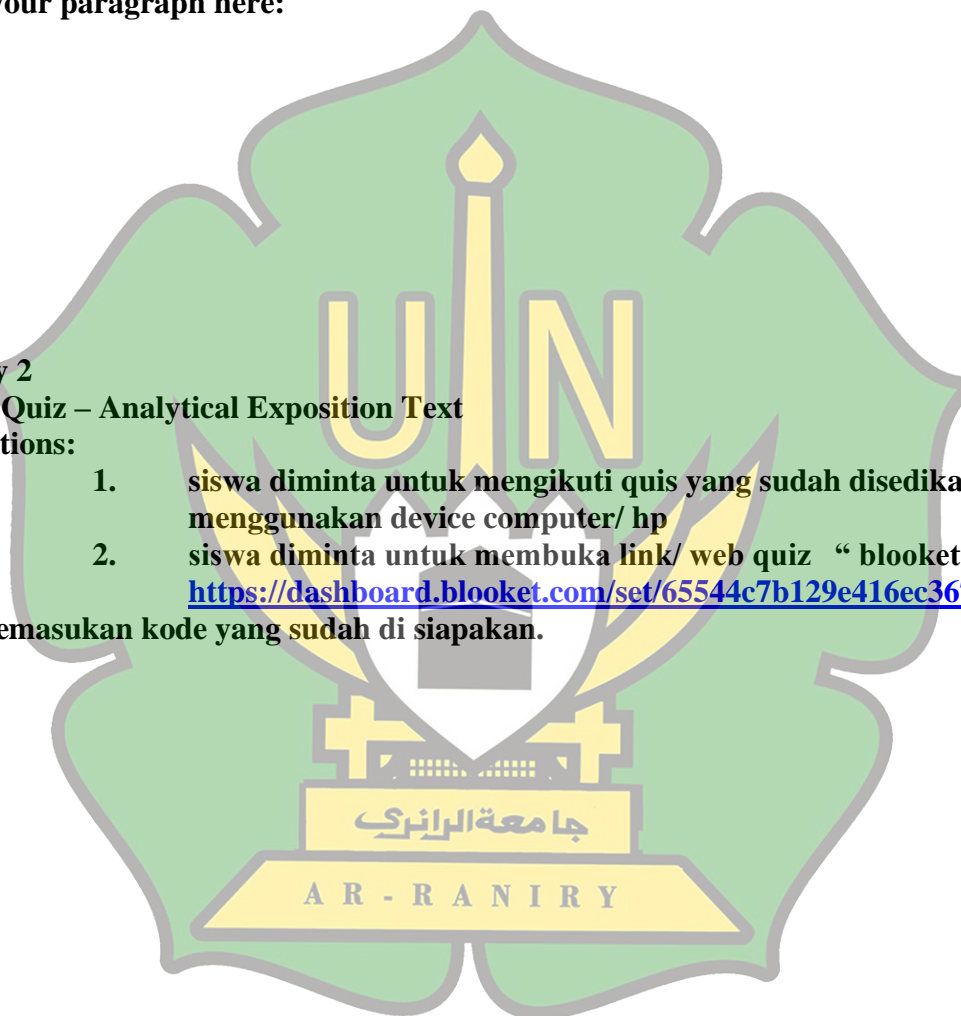 your paragraph here:
y 2
Quiz – Analytical Exposition Text
tions:
1. siswa diminta untuk mengikuti quis yang sudah disedika
menggunakan device computer/ hp
2. siswa diminta untuk membuka link/ web quiz “ blooket
https://dashboard.blooket.com/set/65544c7b129e416ec36
emasukan kode yang sudah di siapakan.
UIN
جامعةالرانري
AR-RANIRY